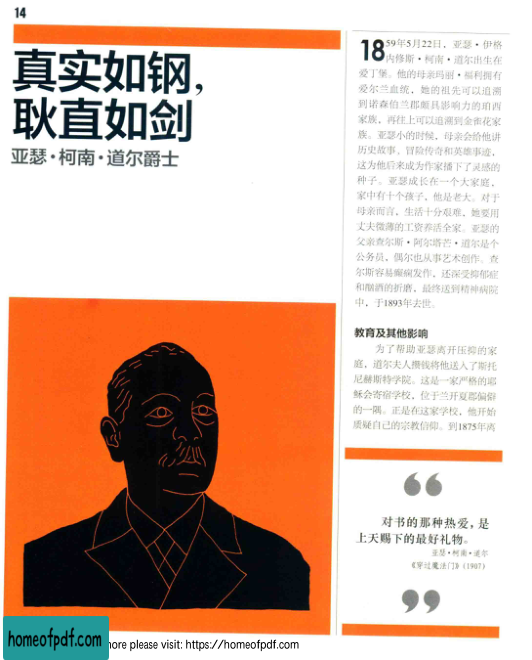 14
真实如钢，
耿直如剑
亚瑟·柯南·道尔爵士
1859年5月22日，亚瑟·伊格
内修斯·柯南·道尔出生在
爱丁堡。他的母亲玛丽·福利拥有
爱尔兰血统，她的祖先可以追溯
到诺森伯兰郡颇具影响力的珀西
家族，再往上可以追溯到金雀花家
族。亚瑟小的时候，母亲会给他讲
历史故事、冒险传奇和英雄事迹，
这为他后来成为作家播下了灵感的
种子。亚瑟成长在一个大家庭，
家中有十个孩子，他是老大。对于
母亲而言，生活十分艰难，她要用
丈夫微薄的工资养活全家。亚瑟的
父亲查尔斯·阿尔塔芒·道尔是个
公务员，偶尔也从事艺术创作。查
尔斯容易癫痫发作，还深受抑郁症
和酗酒的折磨，最终送到精神病院
中，于1893年去世。
教育及其他影响
为了帮助亚瑟离开压抑的家
庭，道尔夫人攒钱将他送入了斯托
尼赫斯特学院。这是一家严格的耶
稣会寄宿学校，位于兰开夏郡偏僻
的一隅。正是在这家学校，他开始
质疑自己的宗教信仰。到1875年离
“
对书的那种热爱，是
上天赐下的最好礼物。
亚瑟·柯南·道尔
《穿过魔法门》（1907）
”
homeofpdf.com
more please visit: https://homeofpdf.com